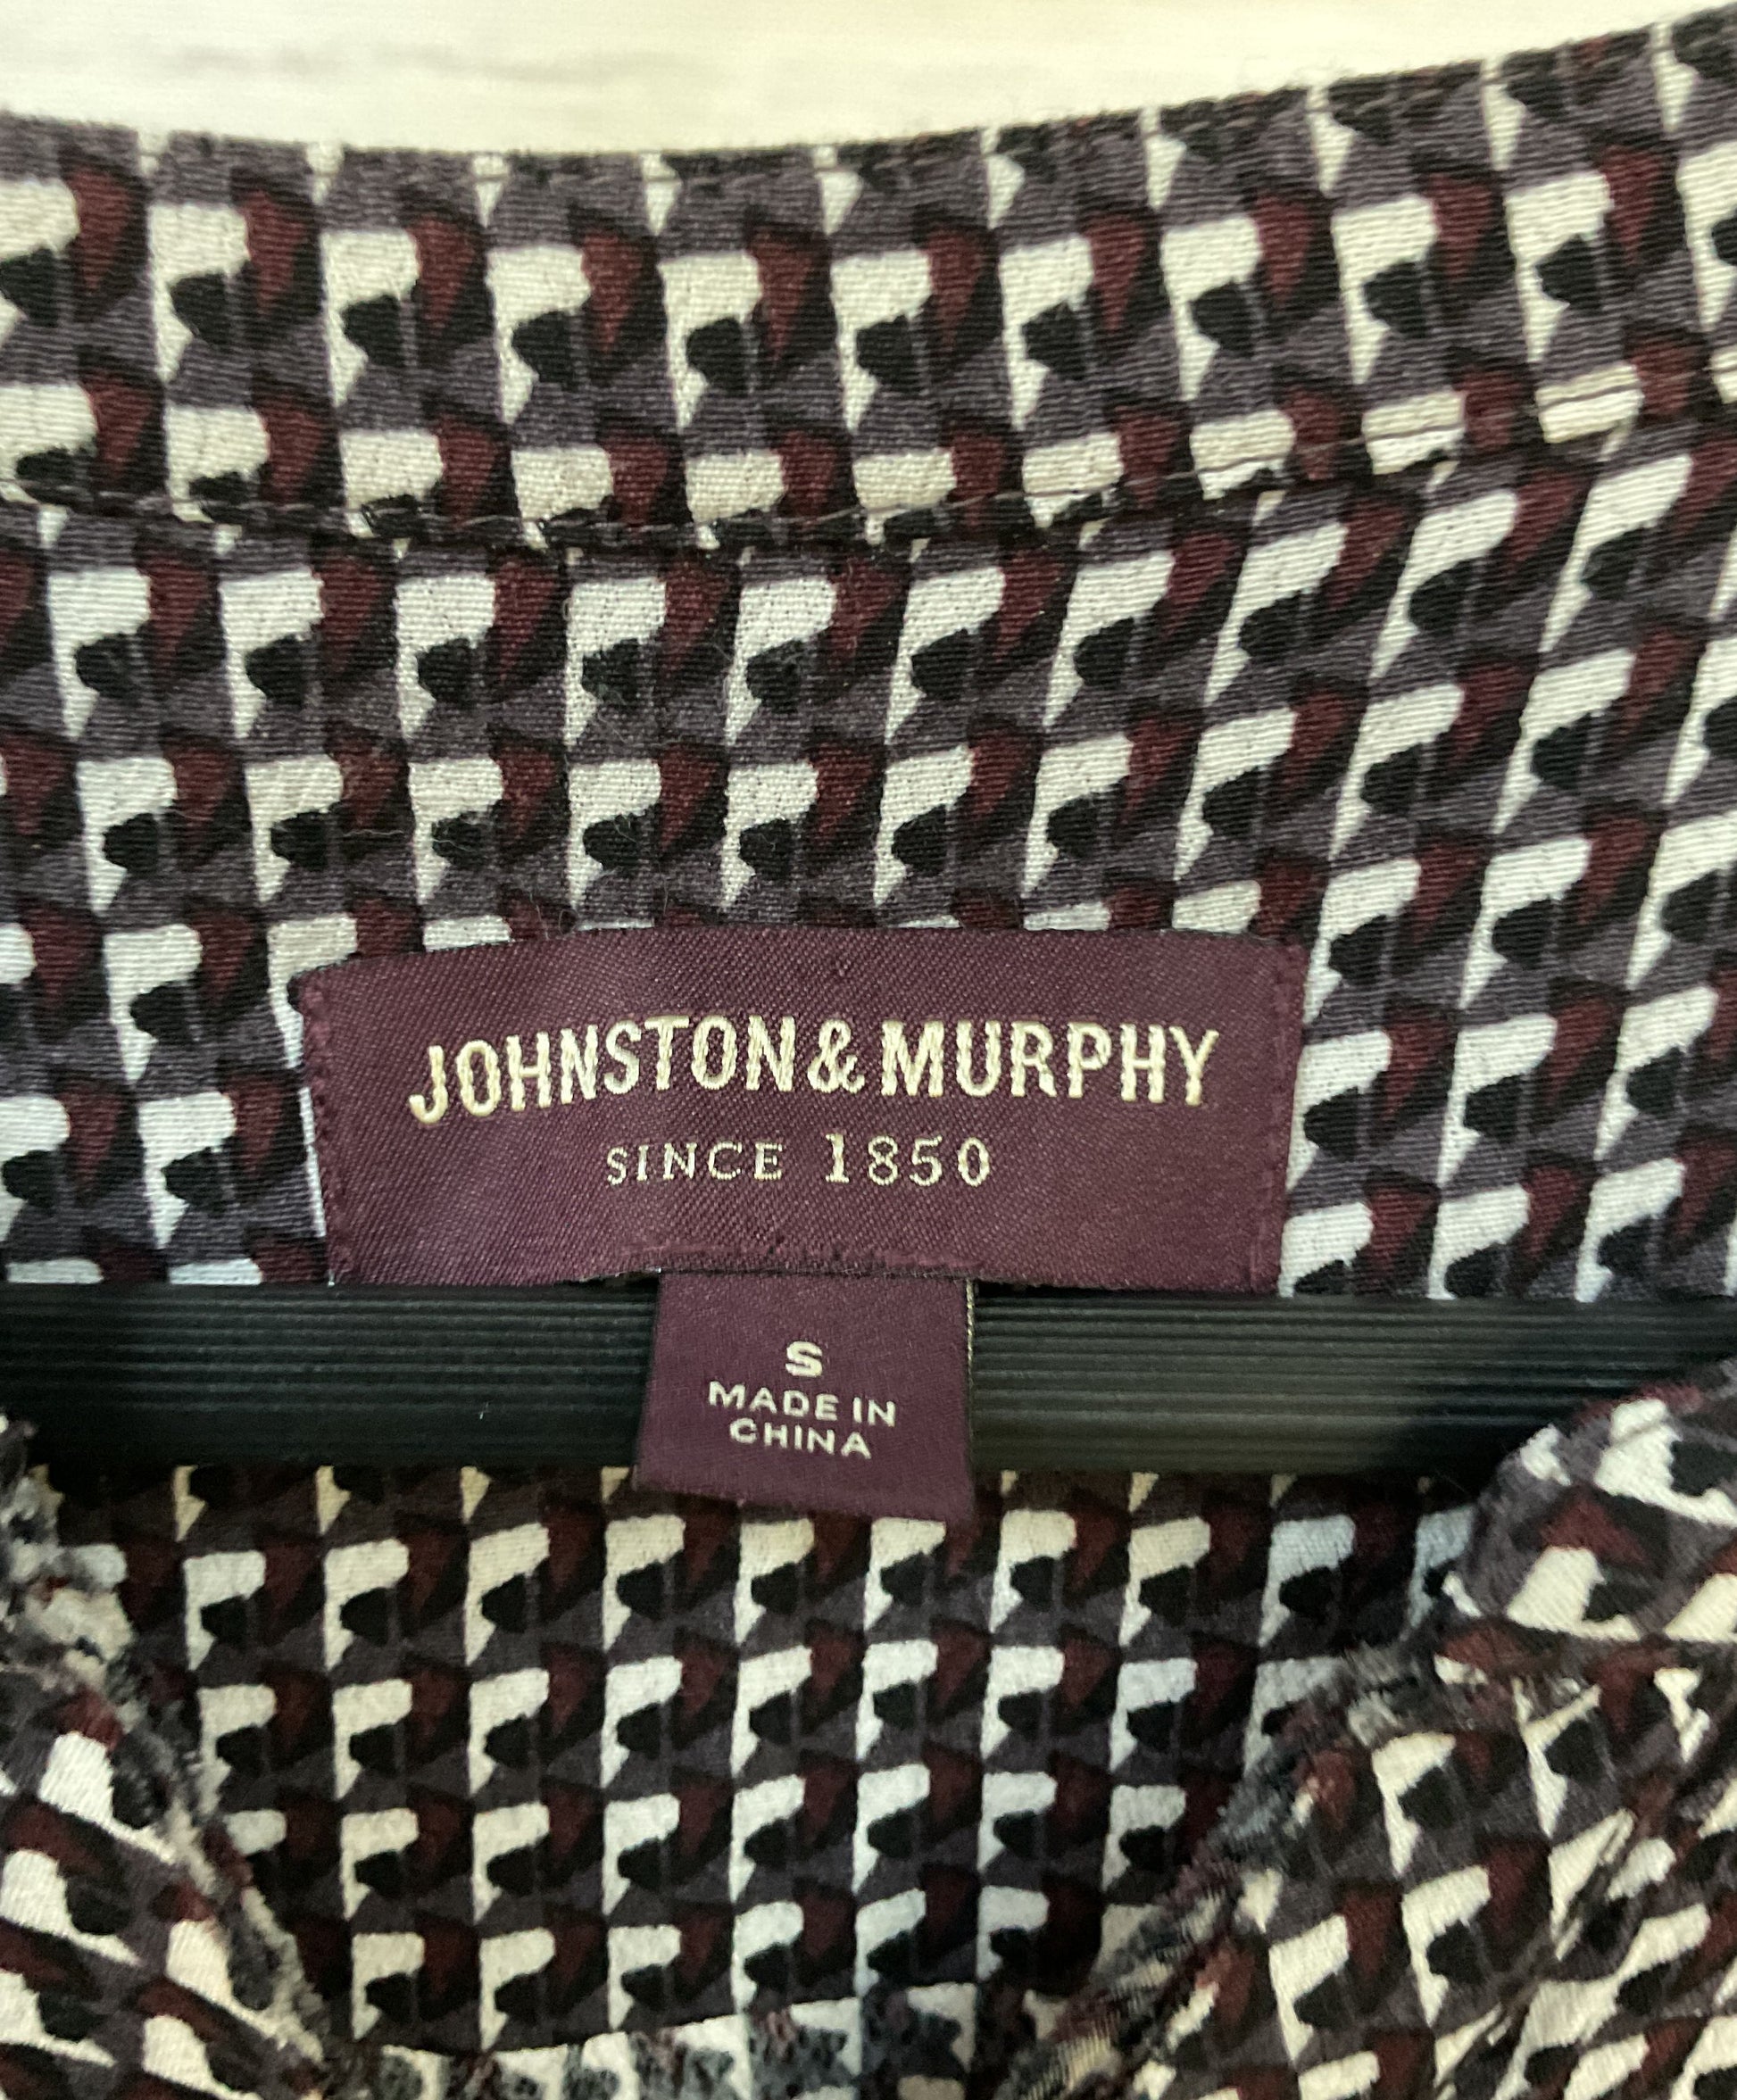 JOHNSTON & MURPHY
SINCE 1850
S
MADE IN
CHINA